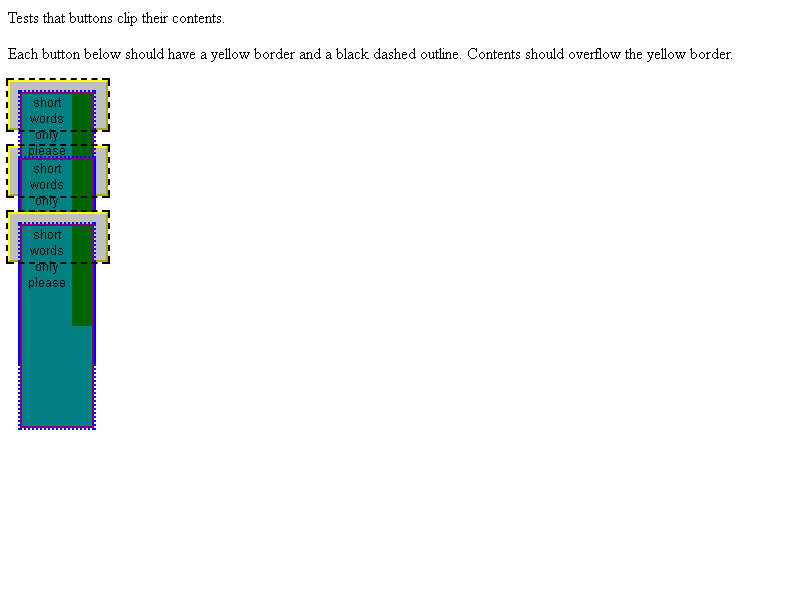 Tests that buttons clip their contents.
Each button below should have a yellow border and a black dashed outline. Contents should overflow the yellow border.
short
words
only
please
short
words
only
short
words
only
please